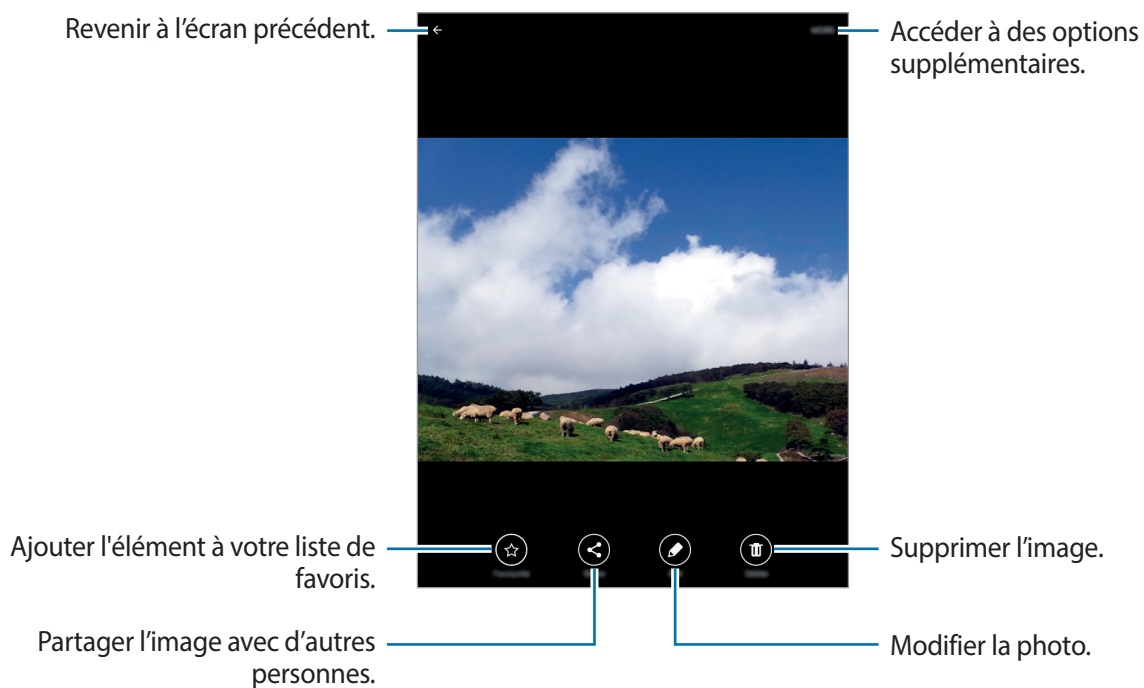 Revenir à l’écran précédent.
Accéder à des options
supplémentaires.
Ajouter l'élément à votre liste de
favoris.
Supprimer l’image.
Partager l’image avec d’autres
personnes.
Modifier la photo.